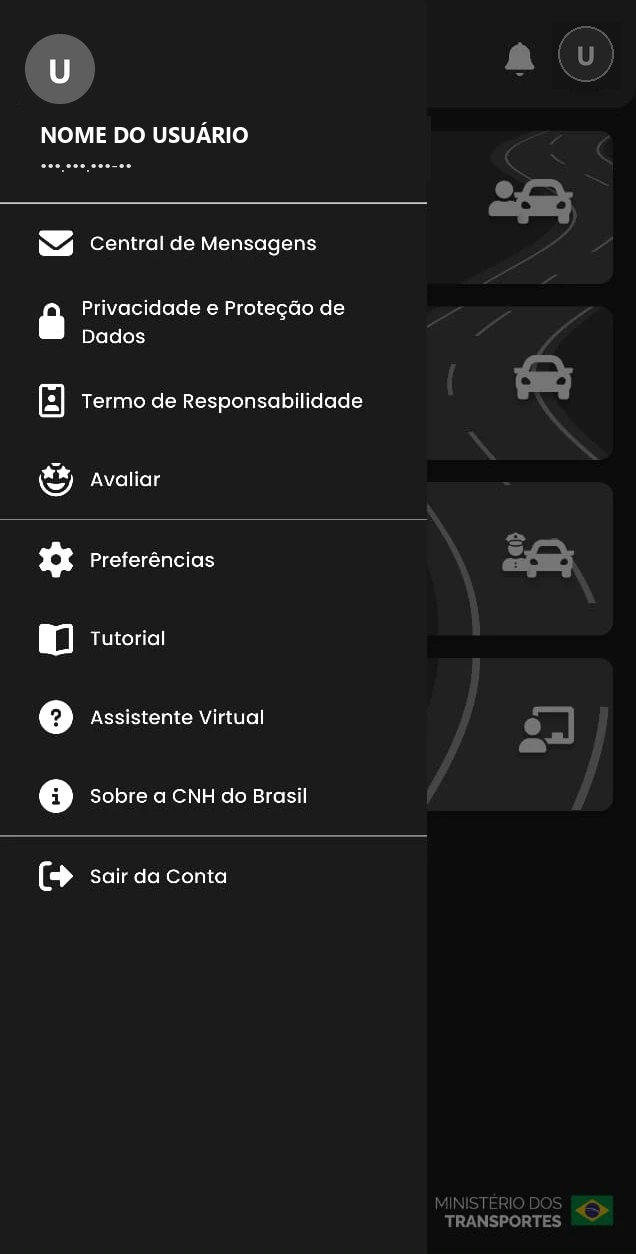 U
U
NOME DO USUÁRIO
•••.•••.•••-••
Central de Mensagens
Privacidade e Proteção de
Dados
Termo de Responsabilidade
Avaliar
Preferências
Tutorial
Assistente Virtual
Sobre a CNH do Brasil
Sair da Conta
MINISTÉRIO DOS
TRANSPORTES